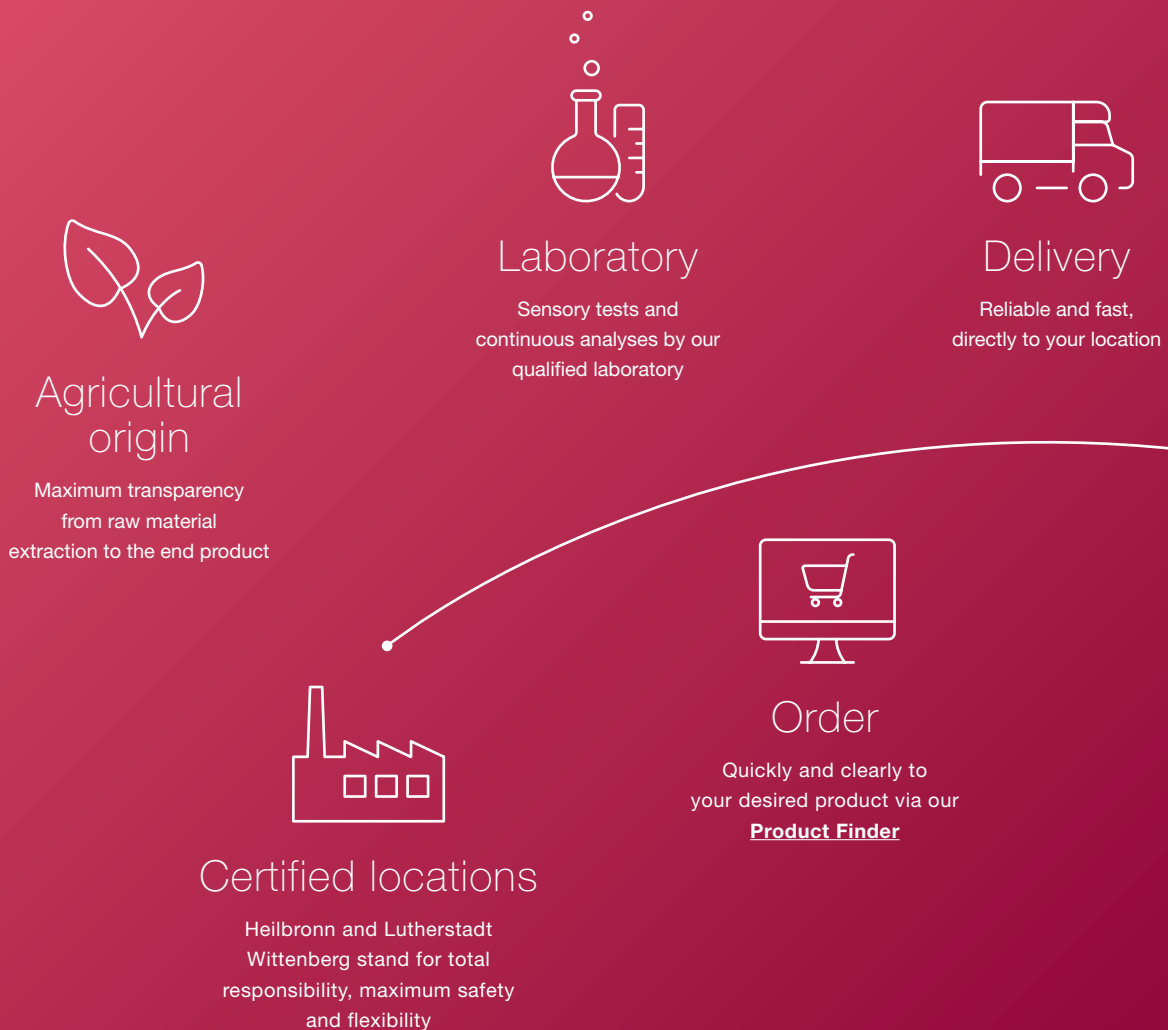 Agricultural
origin
Maximum transparency
from raw material
extraction to the end product
Laboratory
Sensory tests and
continuous analyses by our
qualified laboratory
Delivery
Reliable and fast,
directly to your location
Certified locations
Heilbronn and Lutherstadt
Wittenberg stand for total
responsibility, maximum safety
and flexibility
Order
Quickly and clearly to
your desired product via our
Product Finder